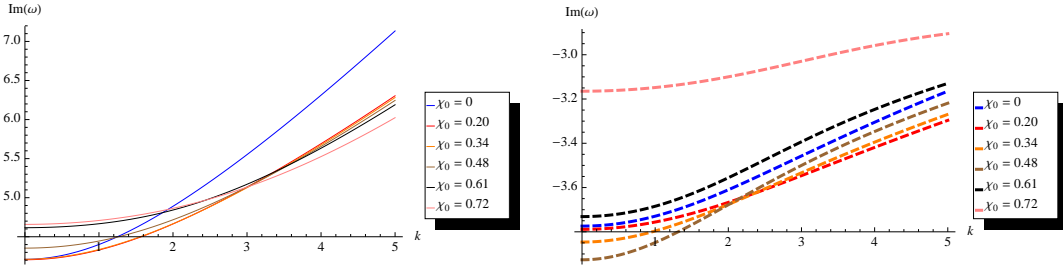 Im(ω)
7.0
6.5
6.0
5.5
5.0
1
2
3
4
5
k
χ₀ = 0
χ₀ = 0.20
χ₀ = 0.34
χ₀ = 0.48
χ₀ = 0.61
χ₀ = 0.72
Im(ω)
−3.0
−3.2
−3.4
−3.6
1
2
3
4
5
k
χ₀ = 0
χ₀ = 0.20
χ₀ = 0.34
χ₀ = 0.48
χ₀ = 0.61
χ₀ = 0.72